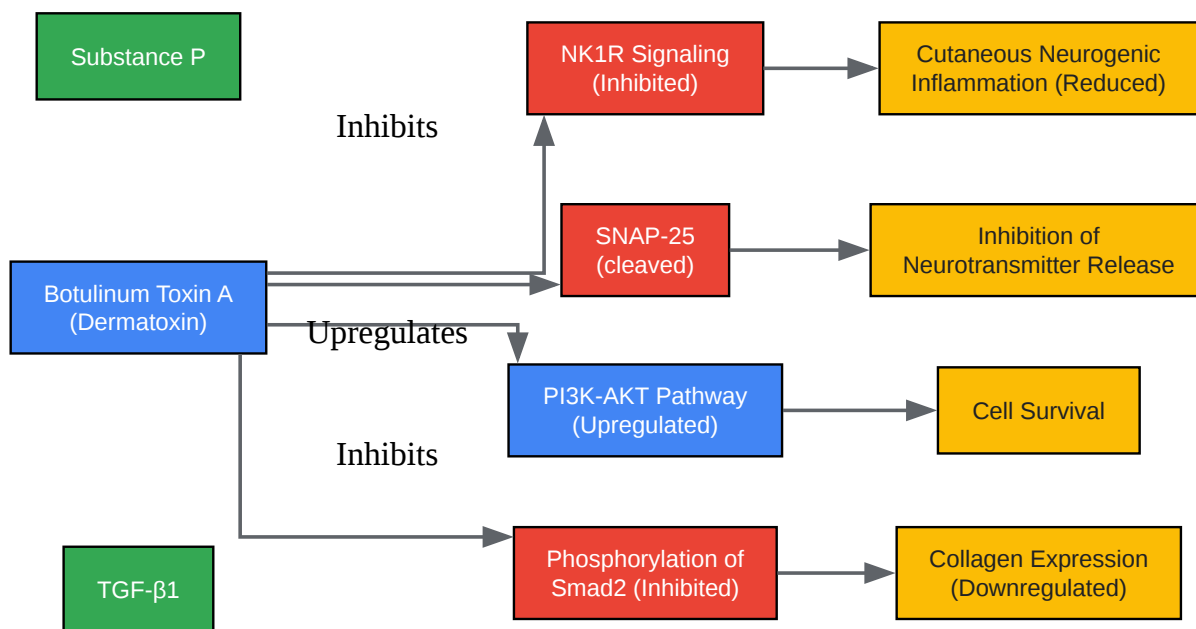 Substance P
NK1R Signaling
(Inhibited)
Cutaneous Neurogenic
Inflammation (Reduced)
Inhibits
SNAP-25
(cleaved)
Inhibition of
Neurotransmitter Release
Botulinum Toxin A
(Dermatoxin)
Upregulates
PI3K-AKT Pathway
(Upregulated)
Cell Survival
Inhibits
Phosphorylation of
Smad2 (Inhibited)
Collagen Expression
(Downregulated)
TGF-β1